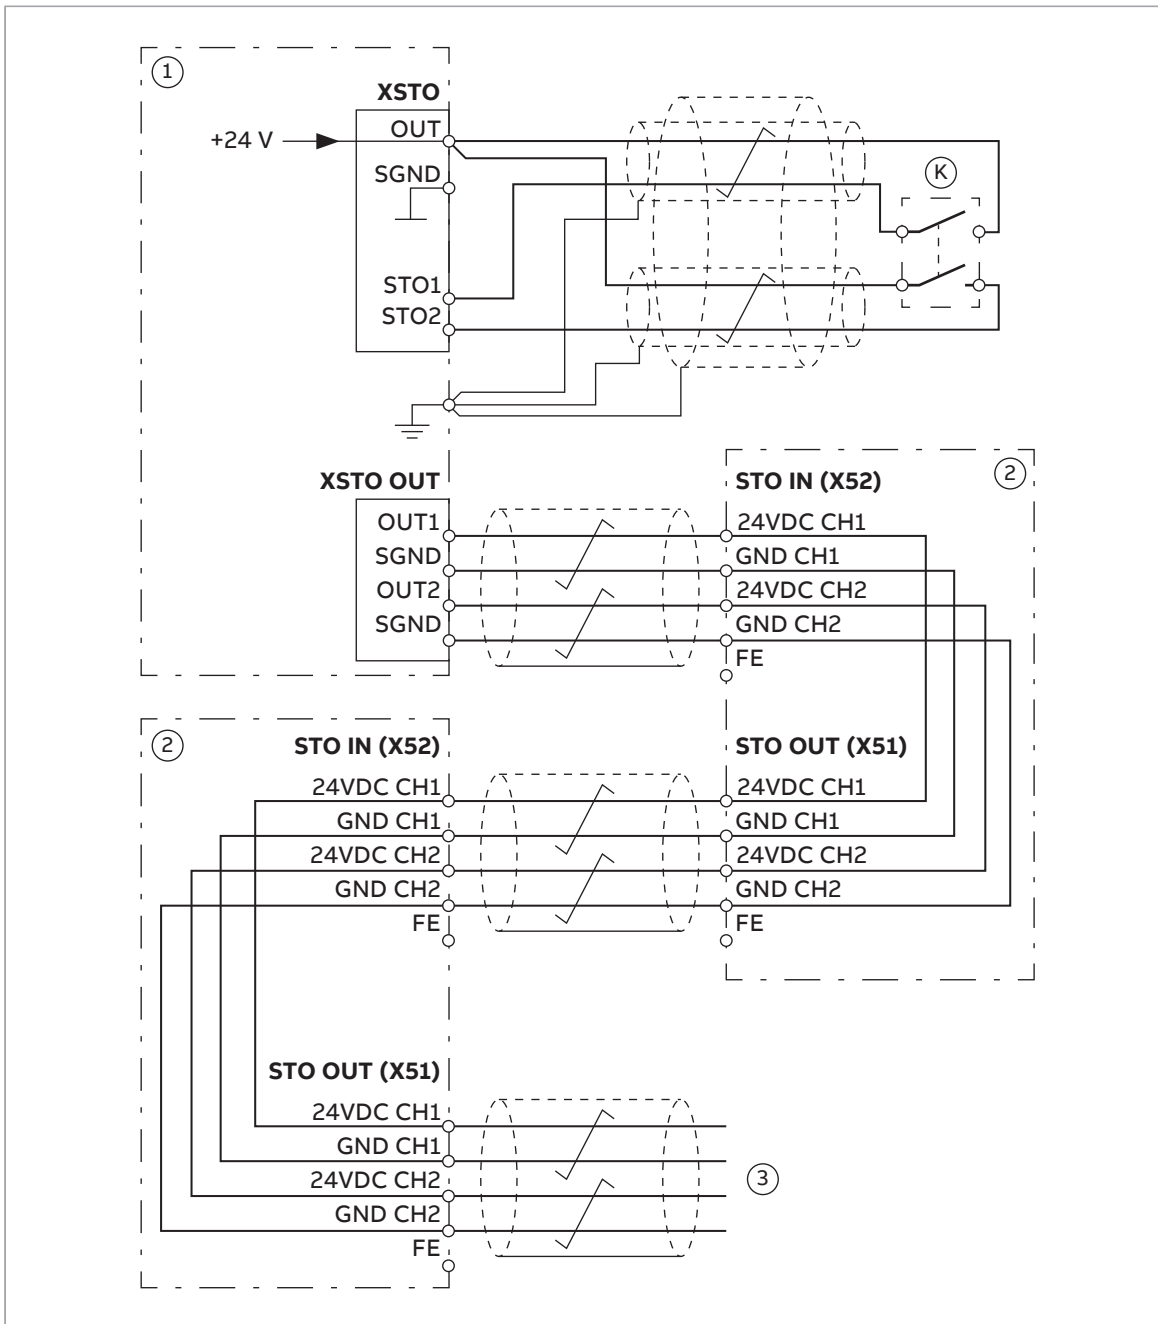 1
XSTO
OUT
+24 V
SGND
K
STO1
STO2
XSTO OUT
OUT1
SGND
OUT2
SGND
STO IN (X52)
2
24VDC CH1
GND CH1
24VDC CH2
GND CH2
FE
STO OUT (X51)
24VDC CH1
GND CH1
24VDC CH2
GND CH2
FE
2
STO IN (X52)
24VDC CH1
GND CH1
24VDC CH2
GND CH2
FE
STO OUT (X51)
24VDC CH1
GND CH1
24VDC CH2
GND CH2
FE
3